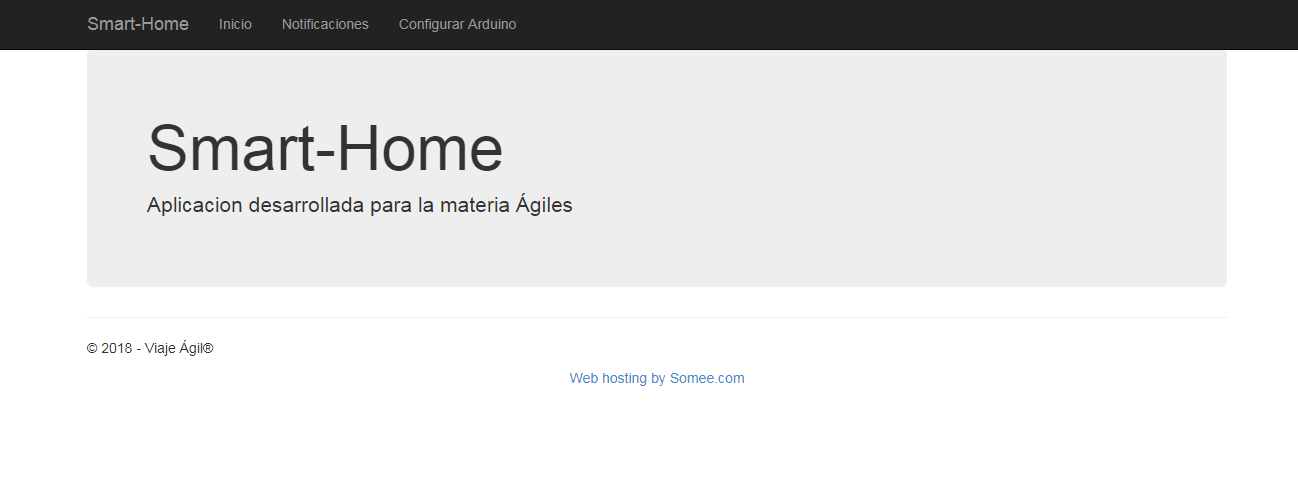 Smart-Home Inicio Notificaciones Configurar Arduino
Smart-Home
Aplicacion desarrollada para la materia Ágiles
© 2018 - Viaje Ágil®
Web hosting by Somee.com